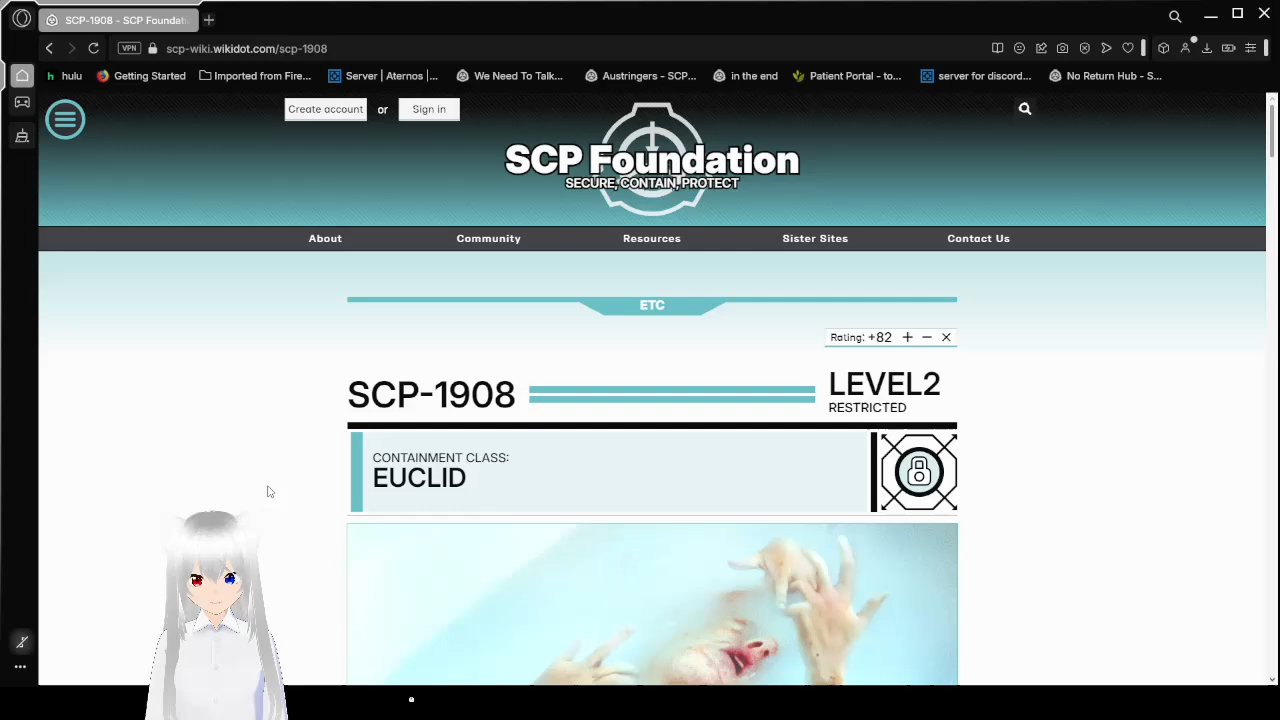 SCP-1908 - SCP Foundati
VPN
scp-wiki.wikidot.com/scp-1908
hulu
Getting Started
Imported from Fire...
Server | Aternos |...
We Need To Talk...
Austringers - SCP...
in the end
Patient Portal - to...
server for discord...
No Return Hub - S...
Create account
or
Sign in
SCP Foundation
SECURE, CONTAIN, PROTECT
About
Community
Resources
Sister Sites
Contact Us
ETC
Rating: +82 + − ×
SCP-1908
LEVEL2
RESTRICTED
CONTAINMENT CLASS:
EUCLID